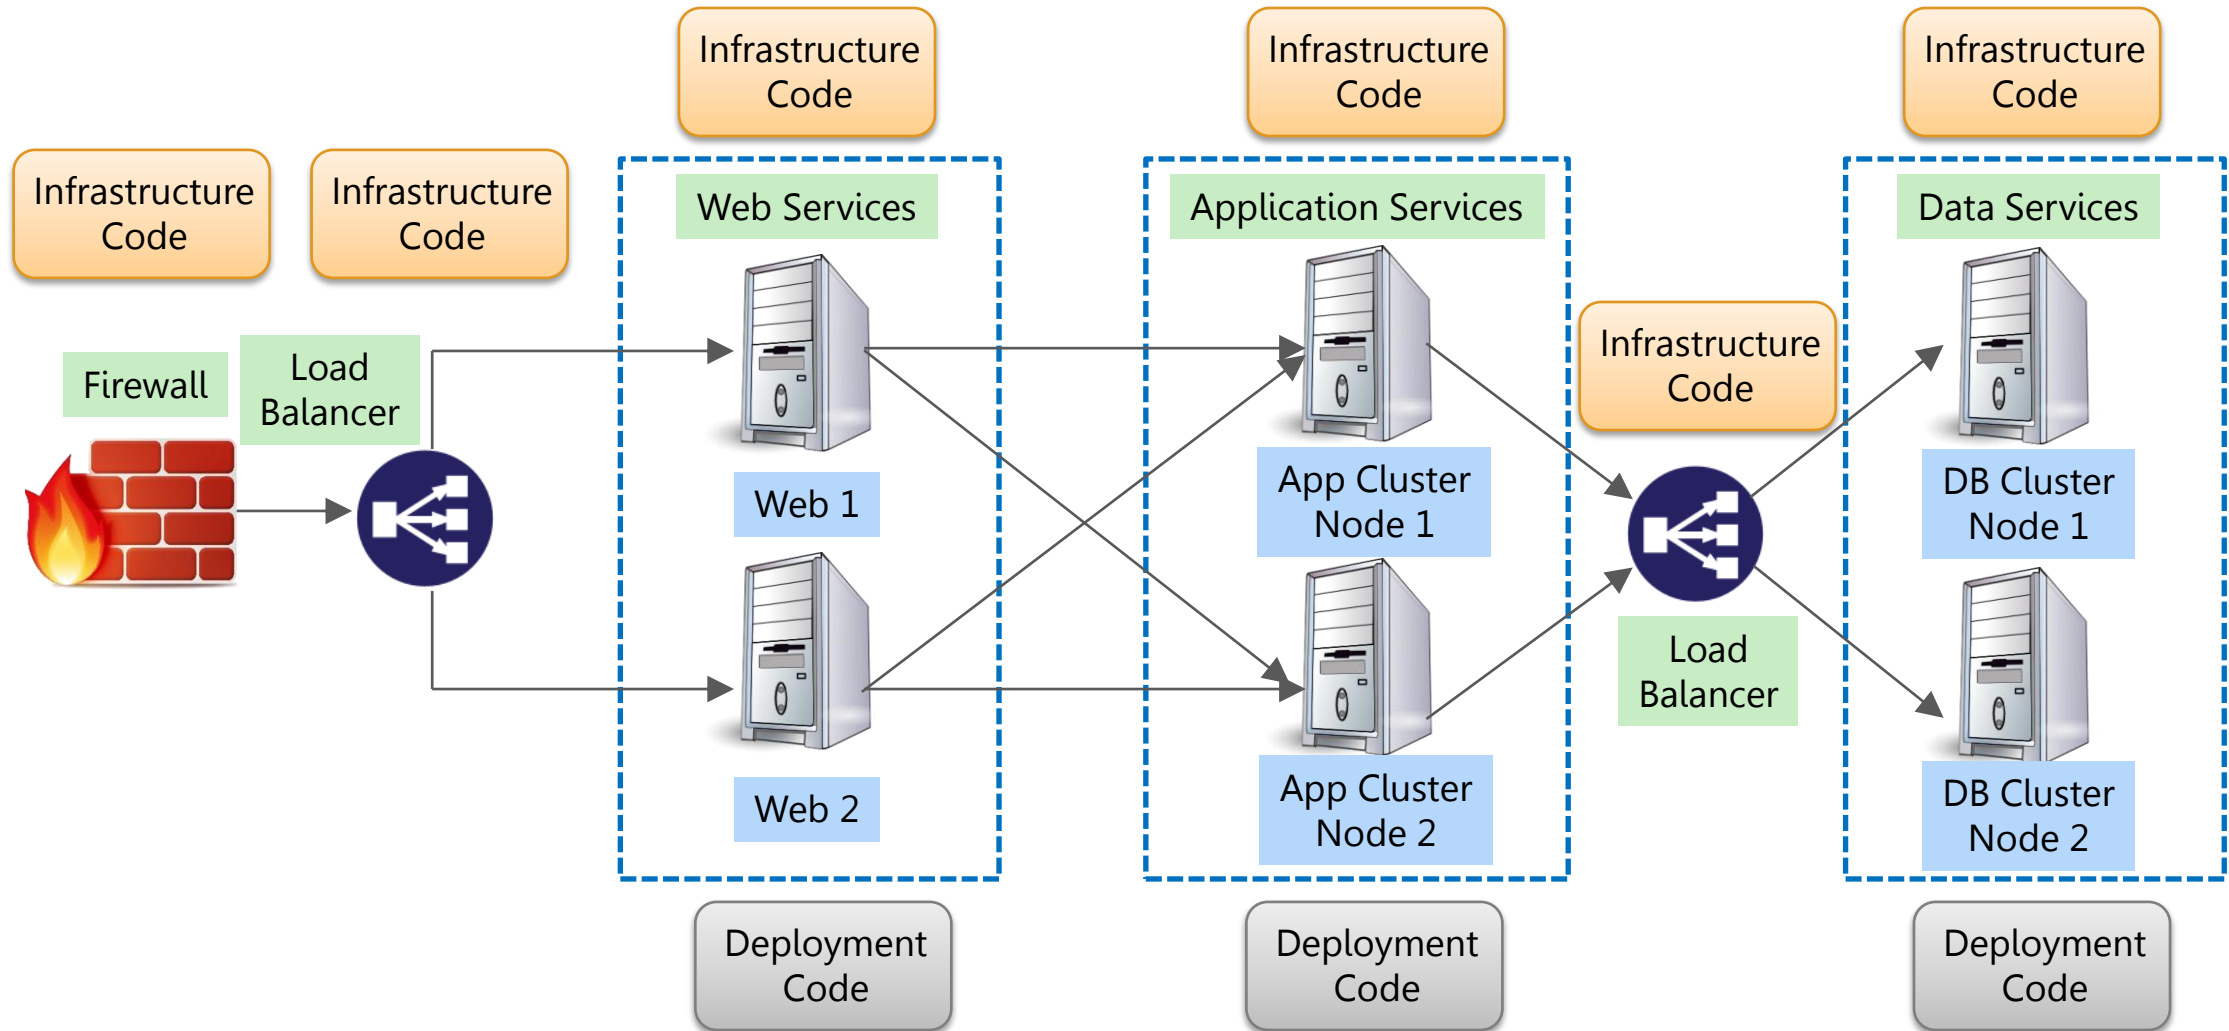 Infrastructure
Code
Infrastructure
Code
Infrastructure
Code
Infrastructure
Code
Infrastructure
Code
Web Services
Application Services
Data Services
Infrastructure
Code
Firewall
Load
Balancer
Web 1
App Cluster
Node 1
DB Cluster
Node 1
Load
Balancer
Web 2
App Cluster
Node 2
DB Cluster
Node 2
Deployment
Code
Deployment
Code
Deployment
Code